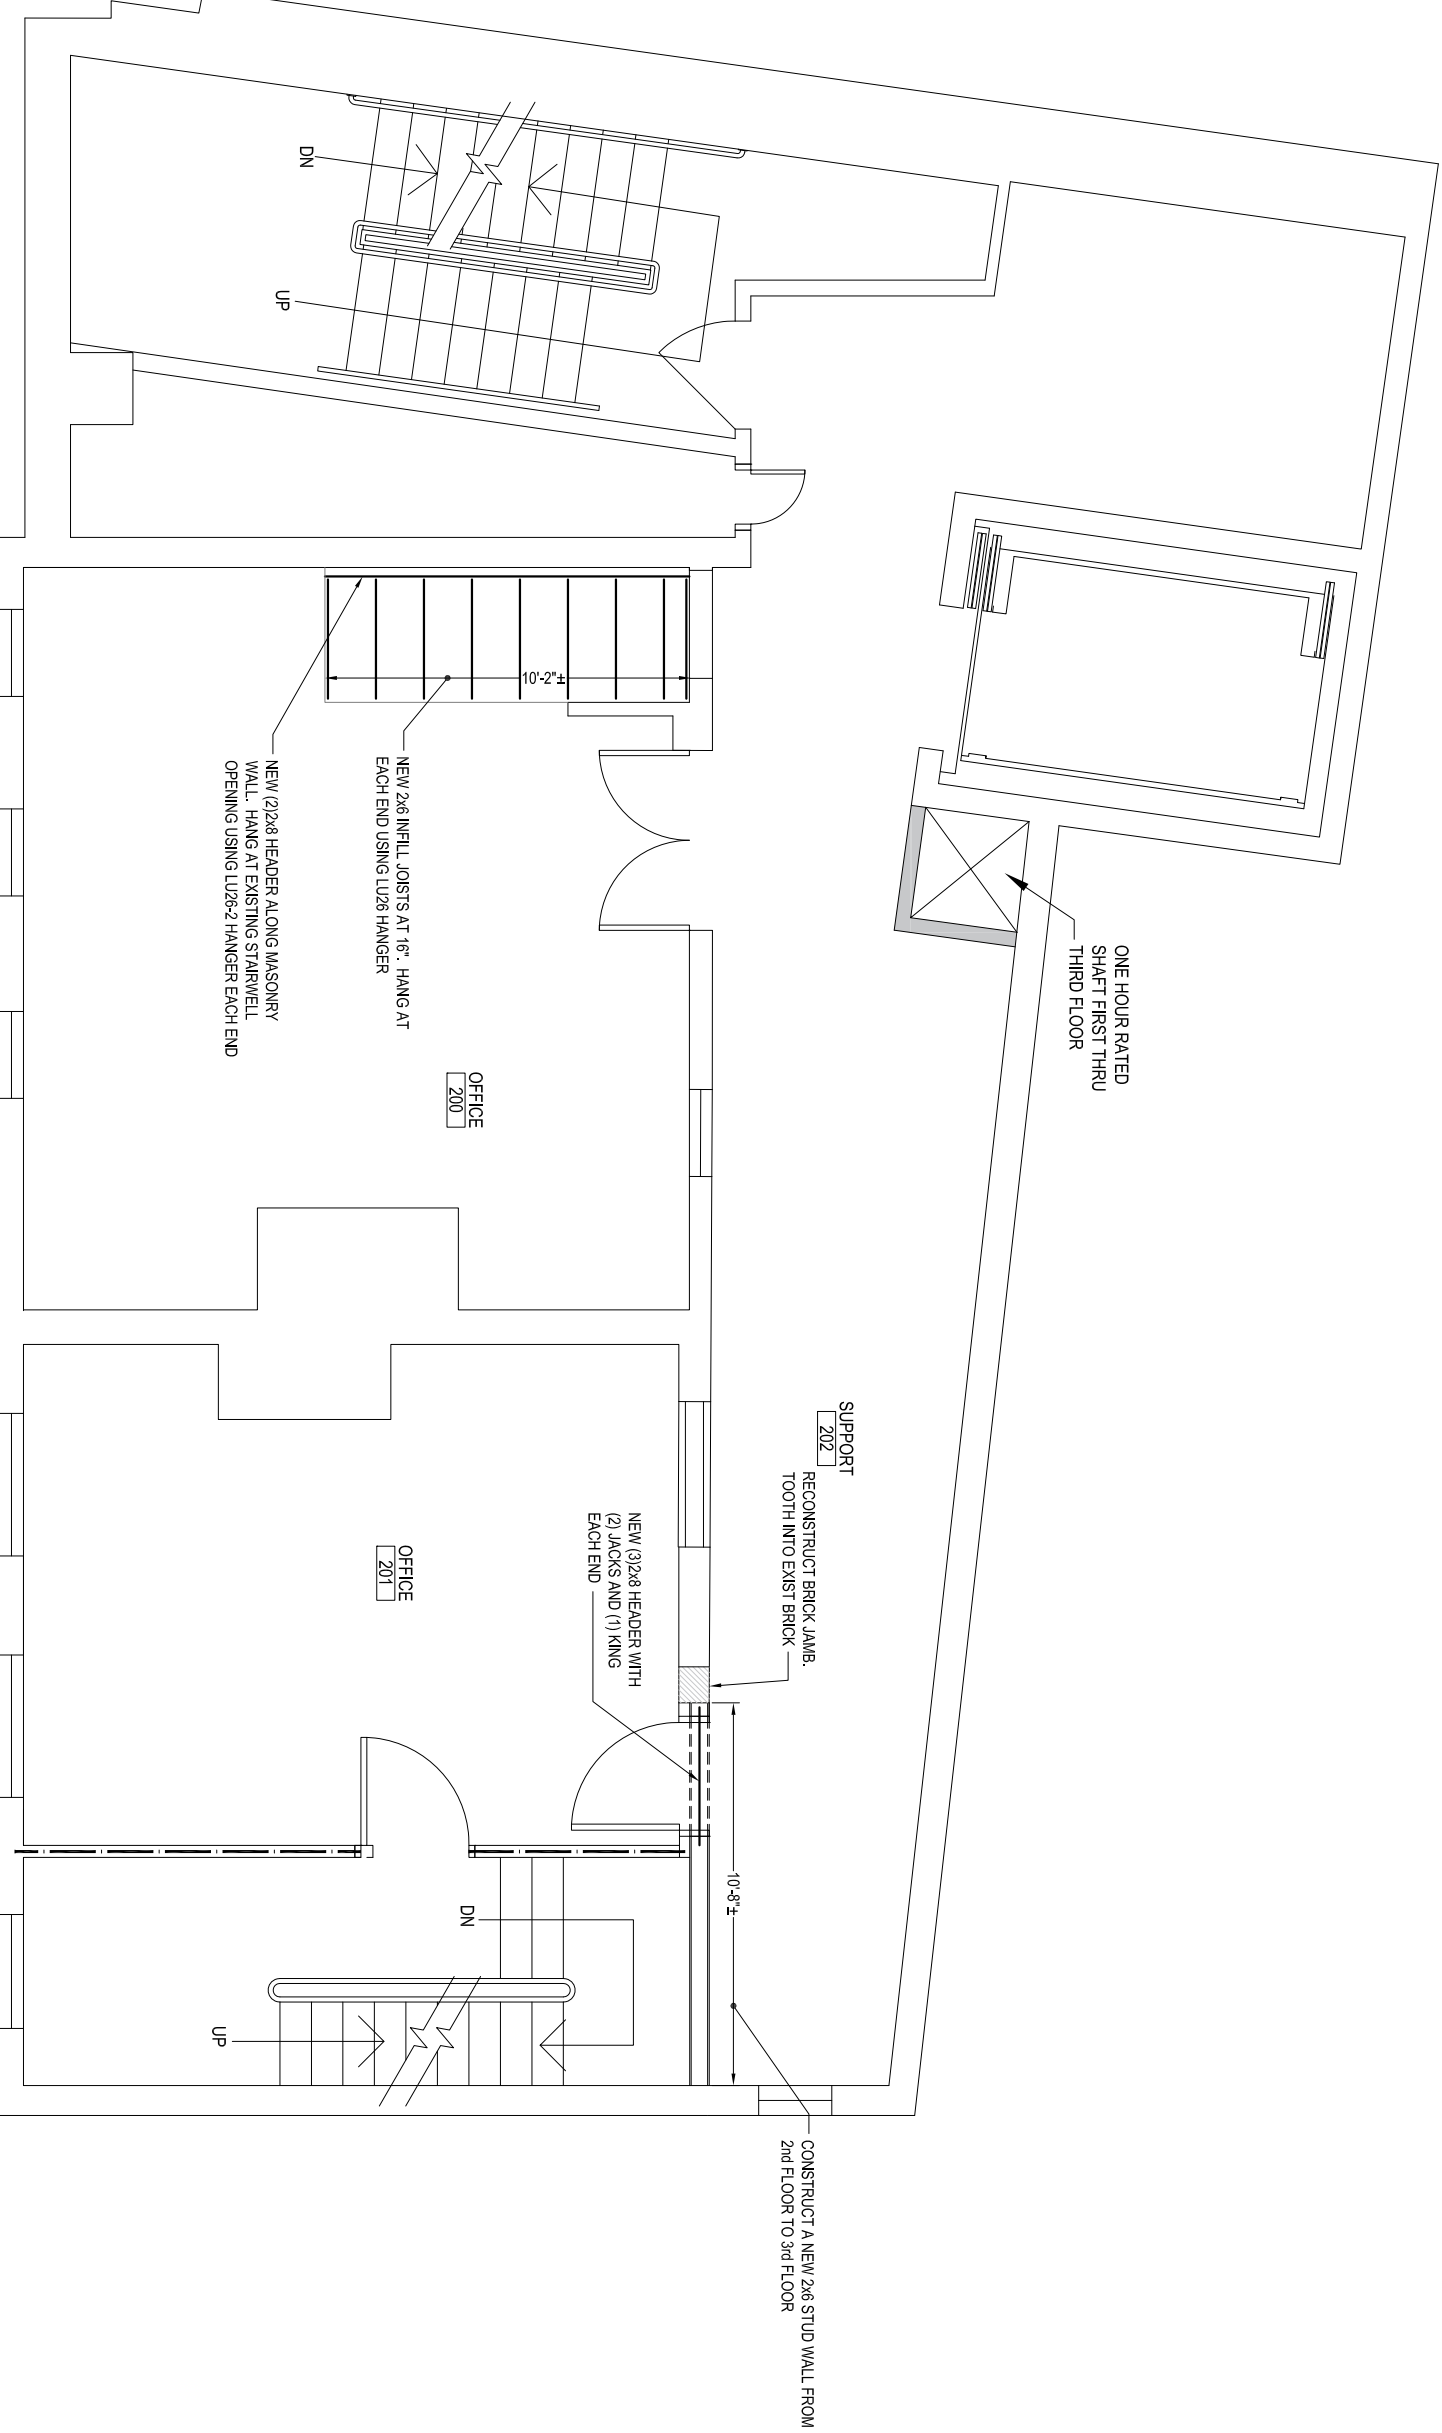 DN
UP
10'-2"±
NEW 2x6 INFILL JOISTS AT 16". HANG AT
EACH END USING LU26 HANGER
NEW (2)2x8 HEADER ALONG MASONRY
WALL. HANG AT EXISTING STAIRWELL
OPENING USING LU26-2 HANGER EACH END
ONE HOUR RATED
SHAFT FIRST THRU
THIRD FLOOR
OFFICE
200
SUPPORT
202
RECONSTRUCT BRICK JAMB.
TOOTH INTO EXIST BRICK
NEW (3)2x8 HEADER WITH
(2) JACKS AND (1) KING
EACH END
OFFICE
201
10'-8"±
DN
UP
CONSTRUCT A NEW 2x6 STUD WALL FROM
2nd FLOOR TO 3rd FLOOR